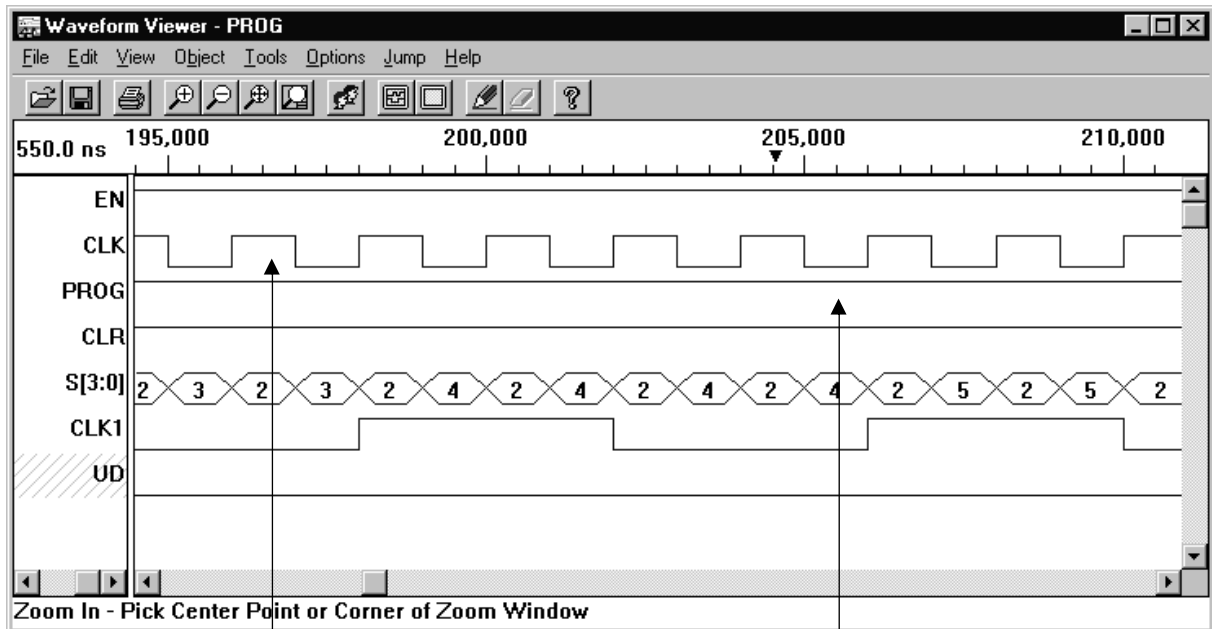 Waveform Viewer - PROG
File Edit View Object Tools Options Jump Help
550.0 ns 195,000 200,000 205,000 210,000
EN
CLK
PROG
CLR
S[3:0] 2 3 2 3 2 4 2 4 2 4 2 4 2 5 2 5 2
CLK1
UD
Zoom In - Pick Center Point or Corner of Zoom Window